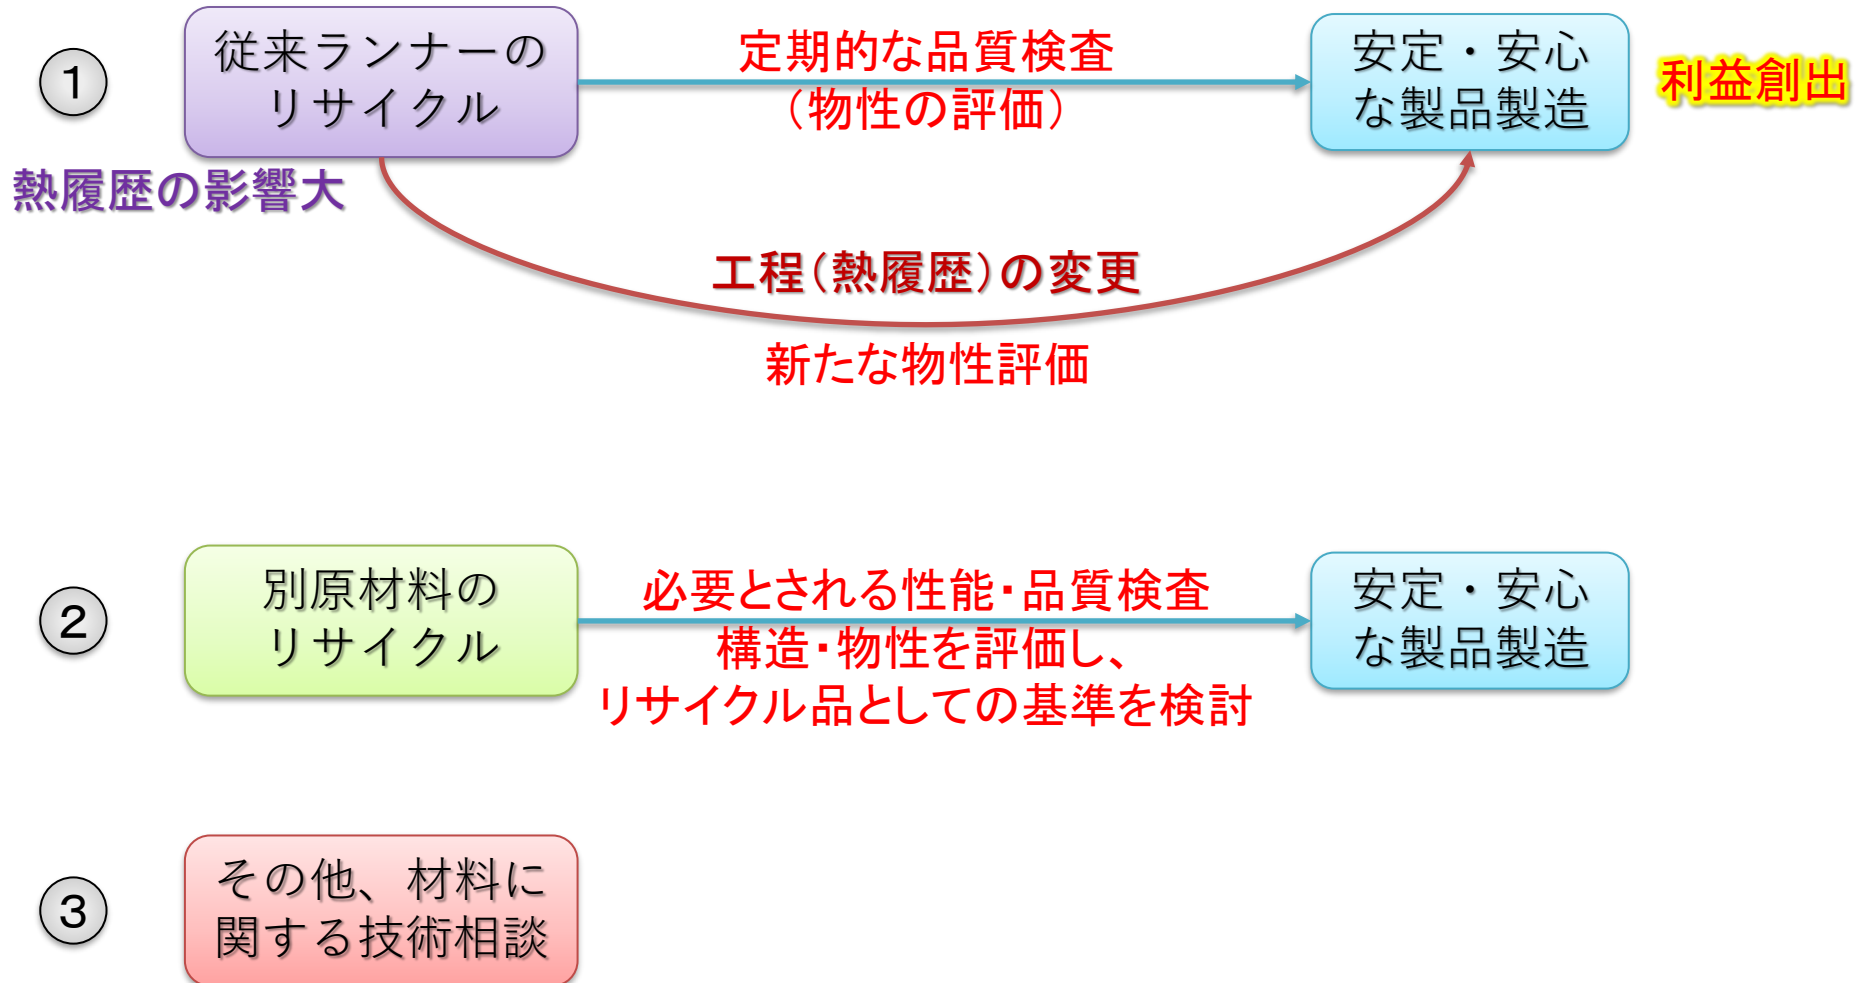 1
従来ランナーの
リサイクル
定期的な品質検査
（物性の評価）
安定・安心
な製品製造
利益創出
熱履歴の影響大
工程（熱履歴）の変更
新たな物性評価
2
別原材料の
リサイクル
必要とされる性能・品質検査
構造・物性を評価し、
リサイクル品としての基準を検討
安定・安心
な製品製造
3
その他、材料に
関する技術相談